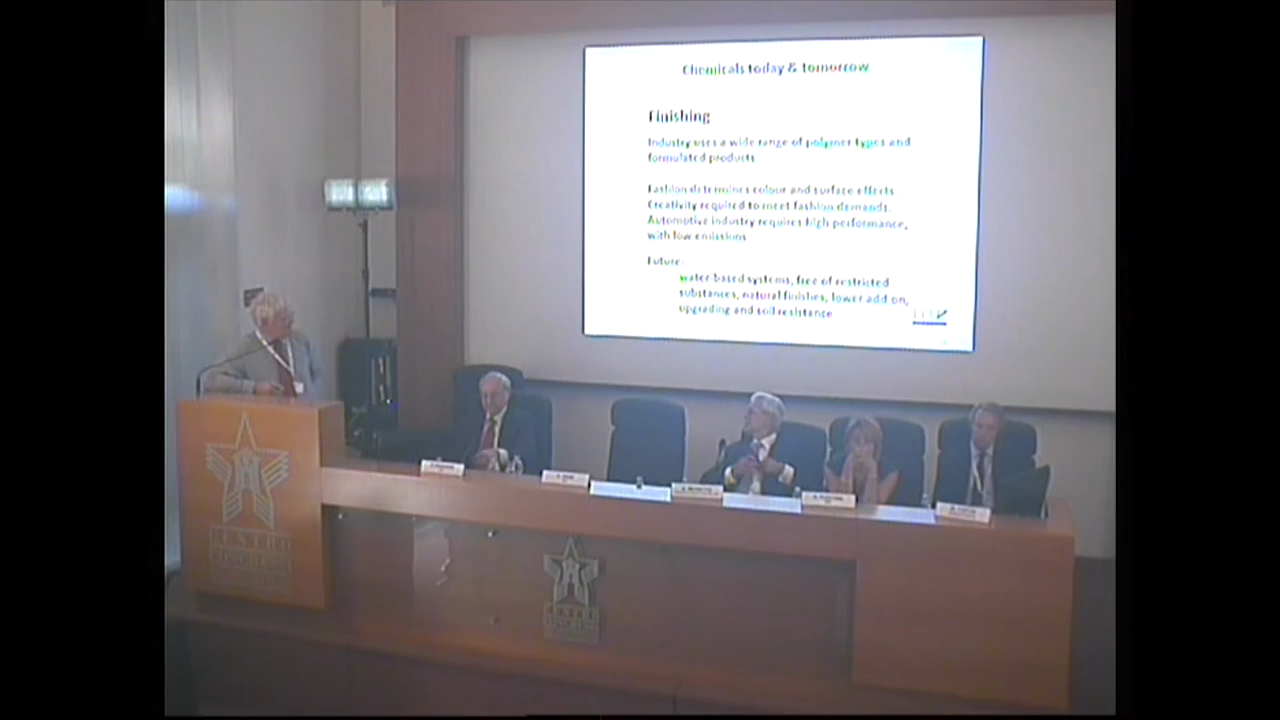 Chemicals today & tomorrow
Finishing
Industry uses a wide range of polymer types and
formulated products
Fashion determines colour and surface effects.
Creativity required to meet fashion demands.
Automotive industry requires high performance,
with low emissions
Future:
water-based systems, free of restricted
substances, natural finishes, lower add on,
upgrading and soil resistance
CENTRO
CENTRO